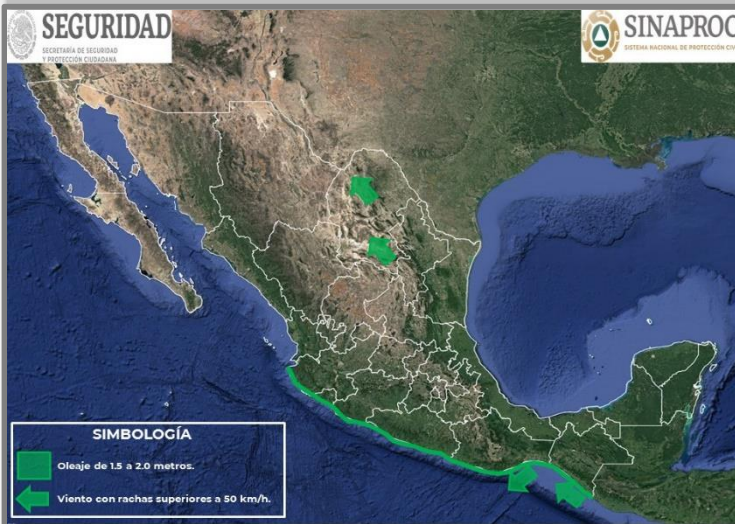 SEGURIDAD
SECRETARÍA DE SEGURIDAD
Y PROTECCIÓN CIUDADANA
SINAPROC
SISTEMA NACIONAL DE PROTECCIÓN
SIMBOLOGÍA
Oleaje de 1.5 a 2.0 metros.
Viento con rachas superiores a 50 km/h.